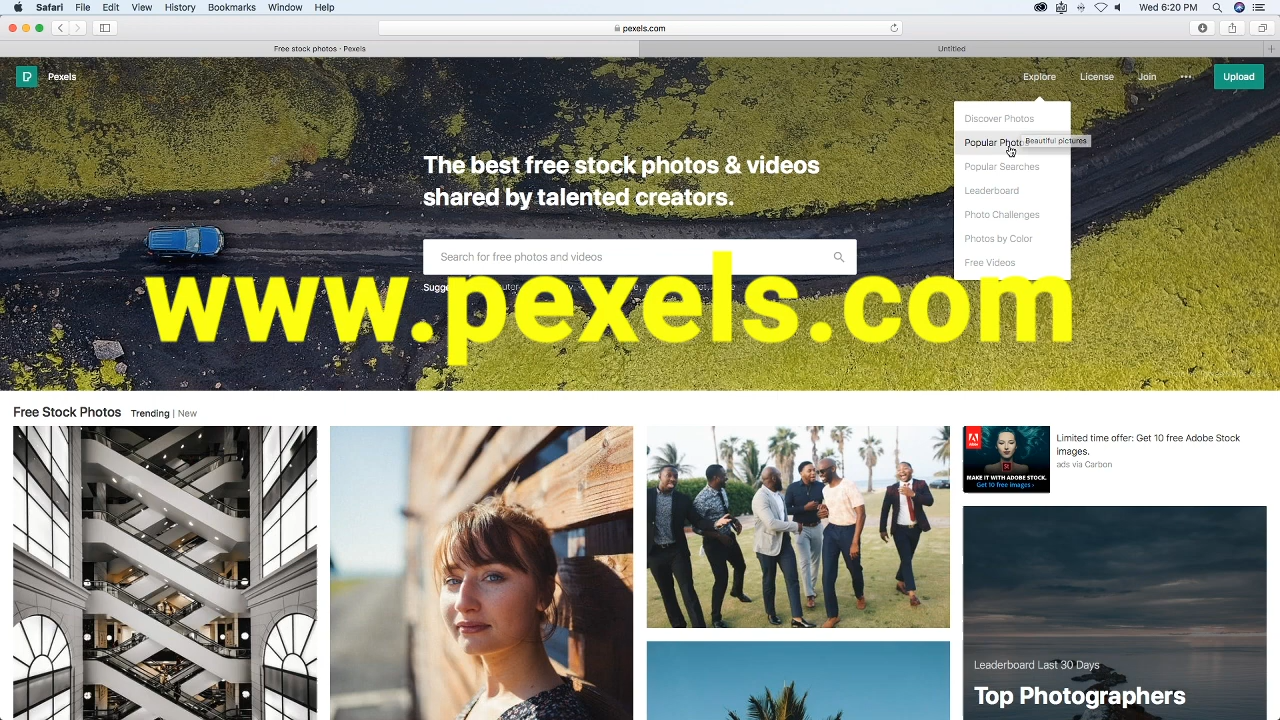 Safari File Edit View History Bookmarks Window Help
Wed 6:20 PM
pexels.com
Free stock photos - Pexels
Untitled
Pexels
Explore License Join ••• Upload
Discover Photos
Popular Photo
Beautiful pictures
Popular Searches
Leaderboard
Photo Challenges
Photos by Color
Free Videos
The best free stock photos & videos
shared by talented creators.
Search for free photos and videos
Sugge
www.pexels.com
Free Stock Photos Trending | New
Limited time offer: Get 10 free Adobe Stock
images.
ads via Carbon
Adobe
St
MAKE IT WITH ADOBE STOCK.
Get 10 free images ›
Leaderboard Last 30 Days
Top Photographers